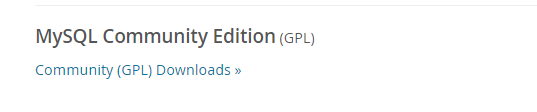 MySQL Community Edition (GPL)
Community (GPL) Downloads »